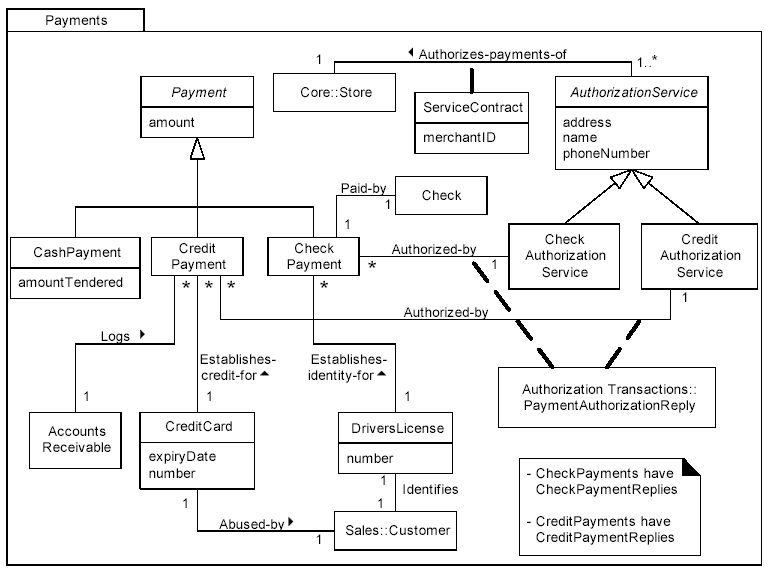 Payments
Authorizes-payments-of
1
1..*
Payment
amount
Core::Store
ServiceContract
merchantID
AuthorizationService
address
name
phoneNumber
Paid-by
1
Check
1
CashPayment
amountTendered
Credit
Payment
Check
Payment
Authorized-by
*
1
Check
Authorization
Service
Credit
Authorization
Service
* * *
*
1
Authorized-by
Logs
Establishes-
credit-for
Establishes-
identity-for
1
1
1
Accounts
Receivable
CreditCard
expiryDate
number
DriversLicense
number
Authorization Transactions::
PaymentAuthorizationReply
1
1
Identifies
1
Abused-by
1
Sales::Customer
- CheckPayments have
CheckPaymentReplies
- CreditPayments have
CreditPaymentReplies